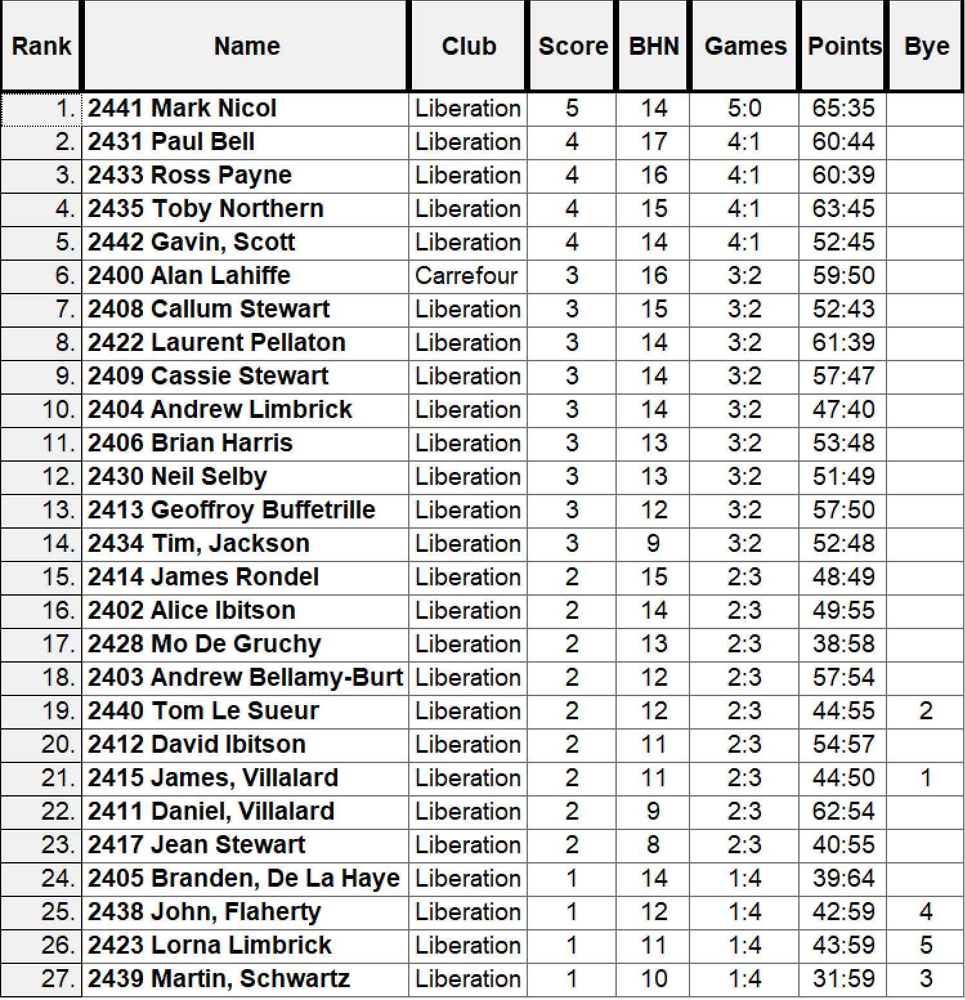 Rank Name Club Score BHN Games Points Bye
1. 2441 Mark Nicol Liberation 5 14 5:0 65:35
2. 2431 Paul Bell Liberation 4 17 4:1 60:44
3. 2433 Ross Payne Liberation 4 16 4:1 60:39
4. 2435 Toby Northern Liberation 4 15 4:1 63:45
5. 2442 Gavin, Scott Liberation 4 14 4:1 52:45
6. 2400 Alan Lahiffe Carrefour 3 16 3:2 59:50
7. 2408 Callum Stewart Liberation 3 15 3:2 52:43
8. 2422 Laurent Pellaton Liberation 3 14 3:2 61:39
9. 2409 Cassie Stewart Liberation 3 14 3:2 57:47
10. 2404 Andrew Limbrick Liberation 3 14 3:2 47:40
11. 2406 Brian Harris Liberation 3 13 3:2 53:48
12. 2430 Neil Selby Liberation 3 13 3:2 51:49
13. 2413 Geoffroy Buffetrille Liberation 3 12 3:2 57:50
14. 2434 Tim, Jackson Liberation 3 9 3:2 52:48
15. 2414 James Rondel Liberation 2 15 2:3 48:49
16. 2402 Alice Ibitson Liberation 2 14 2:3 49:55
17. 2428 Mo De Gruchy Liberation 2 13 2:3 38:58
18. 2403 Andrew Bellamy-Burt Liberation 2 12 2:3 57:54
19. 2440 Tom Le Sueur Liberation 2 12 2:3 44:55 2
20. 2412 David Ibitson Liberation 2 11 2:3 54:57
21. 2415 James, Villalard Liberation 2 11 2:3 44:50 1
22. 2411 Daniel, Villalard Liberation 2 9 2:3 62:54
23. 2417 Jean Stewart Liberation 2 8 2:3 40:55
24. 2405 Branden, De La Haye Liberation 1 14 1:4 39:64
25. 2438 John, Flaherty Liberation 1 12 1:4 42:59 4
26. 2423 Lorna Limbrick Liberation 1 11 1:4 43:59 5
27. 2439 Martin, Schwartz Liberation 1 10 1:4 31:59 3